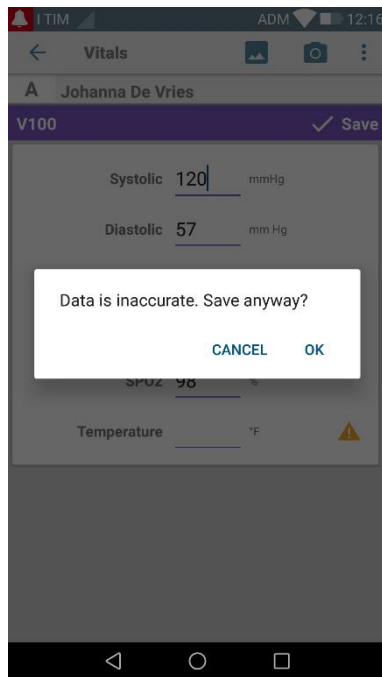 I TIM ADM 12:16
Vitals
A Johanna De Vries
V100 Save
Systolic 120 mmHg
Diastolic 57 mm Hg
Data is inaccurate. Save anyway?
CANCEL OK
SPO2 98 %
Temperature °F